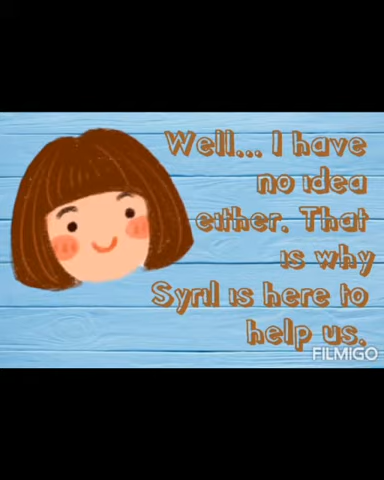 Well... I have
no idea
either. That
is why
Syril is here to
help us.
FILMIGO